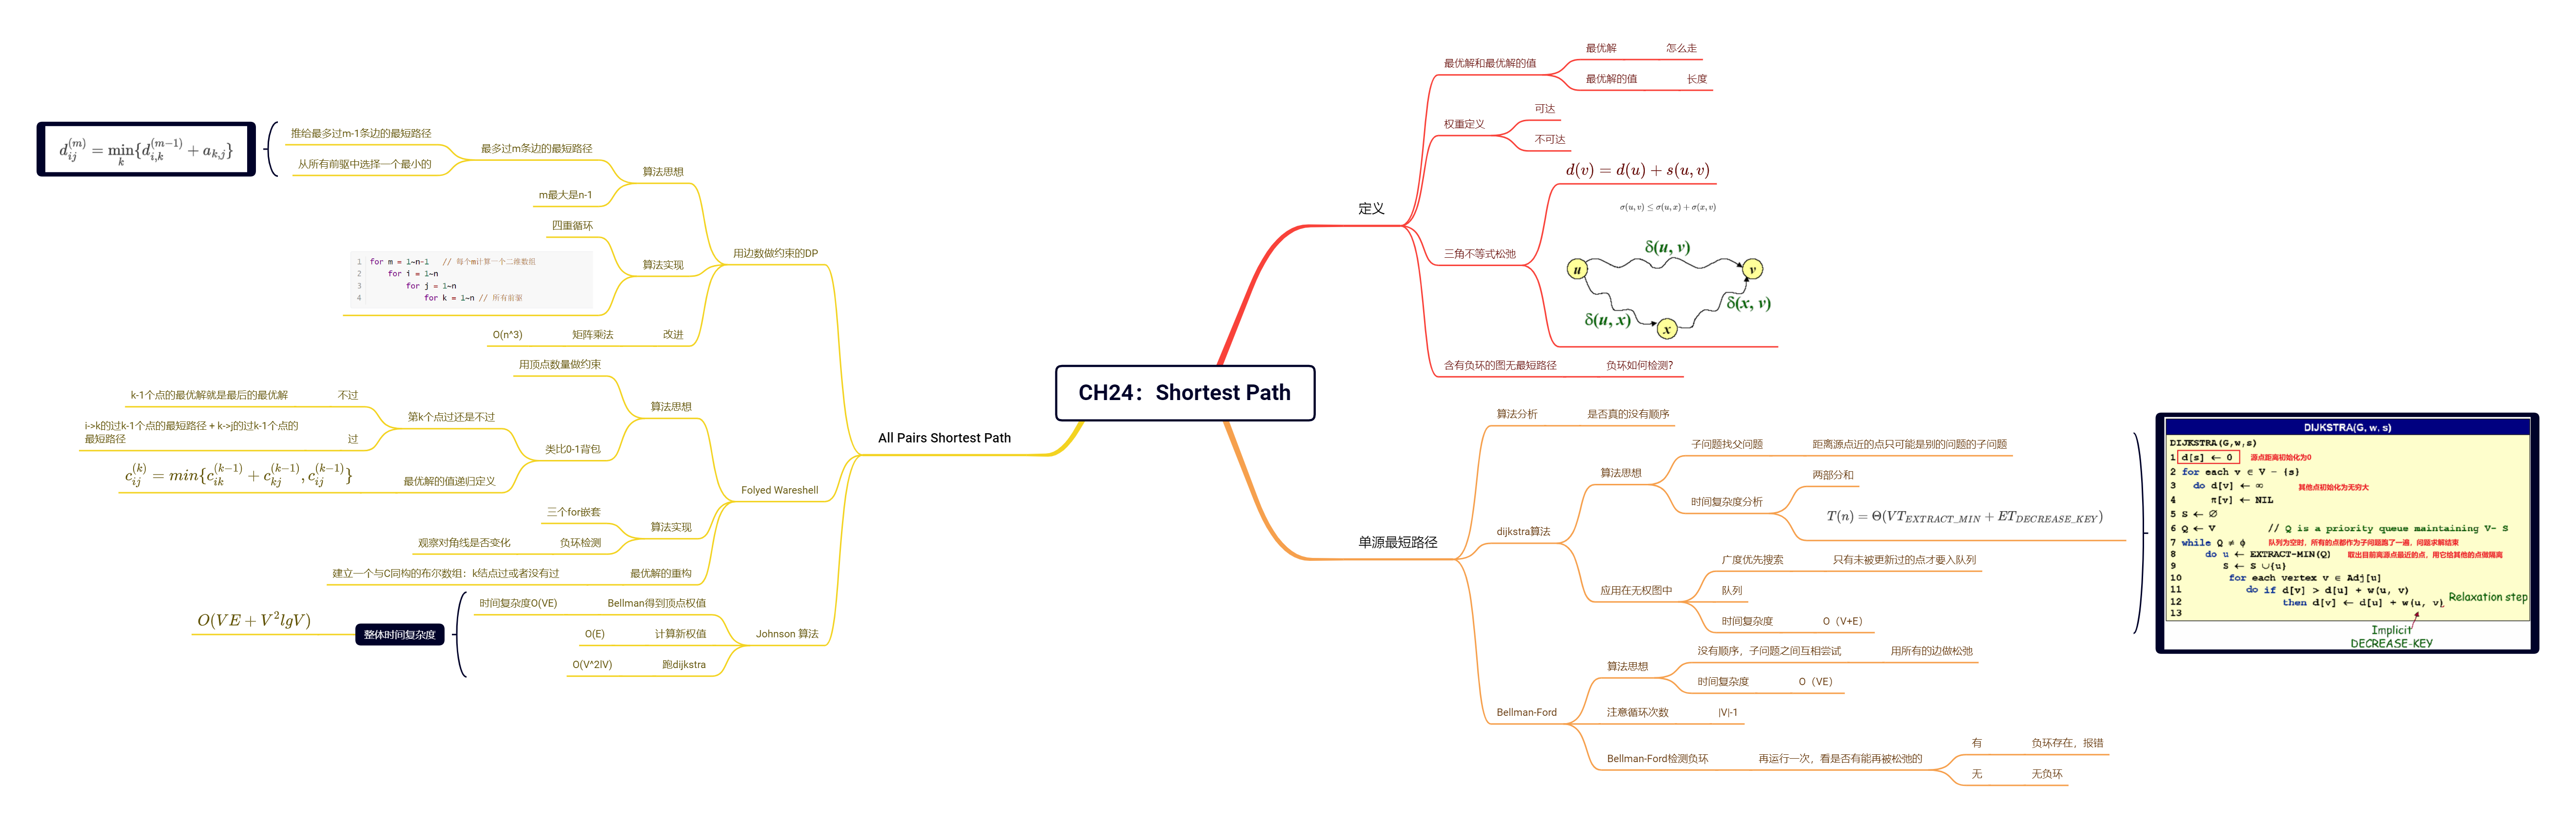 CH24：Shortest Path
定义
最优解和最优解的值
最优解
怎么走
最优解的值
长度
权重定义
可达
不可达
三角不等式松弛
d(v) = d(u) + s(u, v)
σ(u, v) ≤ σ(u, x) + σ(x, v)
δ(u, v)
u
v
δ(u, x)
δ(x, v)
x
含有负环的图无最短路径
负环如何检测?
单源最短路径
算法分析
是否真的没有顺序
dijkstra算法
算法思想
子问题找父问题
距离源点近的点只可能是别的问题的子问题
时间复杂度分析
两部分和
T(n) = Θ(VT_{EXTRACT_MIN} + ET_{DECREASE_KEY})
应用在无权图中
广度优先搜索
只有未被更新过的点才要入队列
队列
时间复杂度
O（V+E）
DIJKSTRA(G, w, s)
DIJKSTRA(G,w,s)
1 d[s] ← 0 源点距离初始化为0
2 for each v ∈ V - {s}
3 do d[v] ← ∞ 其他点初始化为无穷大
4 π[v] ← NIL
5 S ← ∅
6 Q ← V // Q is a priority queue maintaining V- S
7 while Q ≠ ϕ 队列为空时，所有的点都作为子问题跑了一遍，问题求解结束
8 do u ← EXTRACT-MIN(Q) 取出目前离源点最近的点，用它给其他的点做隔离
9 S ← S ∪{u}
10 for each vertex v ∈ Adj[u]
11 do if d[v] > d[u] + w(u, v)
12 then d[v] ← d[u] + w(u, v) Relaxation step
13
Implicit
DECREASE-KEY
Bellman-Ford
算法思想
没有顺序，子问题之间互相尝试
用所有的边做松弛
时间复杂度
O（VE）
注意循环次数
|V|-1
Bellman-Ford检测负环
再运行一次，看是否有能再被松弛的
有
负环存在，报错
无
无负环
All Pairs Shortest Path
用边数做约束的DP
算法思想
最多过m条边的最短路径
推给最多过m-1条边的最短路径
从所有前驱中选择一个最小的
d_{ij}^{(m)} = min_k{d_{i,k}^{(m-1)} + a_{k,j}}
m最大是n-1
算法实现
四重循环
1 for m = 1~n-1 // 每个m计算一个二维数组
2 for i = 1~n
3 for j = 1~n
4 for k = 1~n // 所有前驱
改进
矩阵乘法
O(n^3)
Folyed Wareshell
算法思想
用顶点数量做约束
类比0-1背包
第k个点过还是不过
不过
k-1个点的最优解就是最后的最优解
过
i->k的过k-1个点的最短路径 + k->j的过k-1个点的
最短路径
最优解的值递归定义
c_{ij}^{(k)} = min{c_{ik}^{(k-1)} + c_{kj}^{(k-1)}, c_{ij}^{(k-1)}}
算法实现
三个for嵌套
负环检测
观察对角线是否变化
最优解的重构
建立一个与C同构的布尔数组：k结点过或者没有过
Johnson 算法
Bellman得到顶点权值
时间复杂度O(VE)
计算新权值
O(E)
跑dijkstra
O(V^2lV)
整体时间复杂度
O(VE + V^2 lgV)